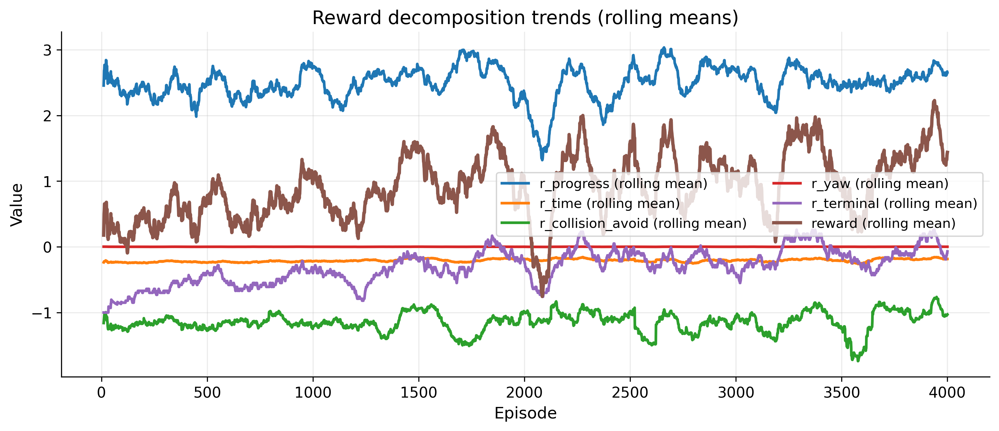 Reward decomposition trends (rolling means)
3
2
1
0
−1
Value
r_progress (rolling mean)
r_time (rolling mean)
r_collision_avoid (rolling mean)
r_yaw (rolling mean)
r_terminal (rolling mean)
reward (rolling mean)
0 500 1000 1500 2000 2500 3000 3500 4000
Episode